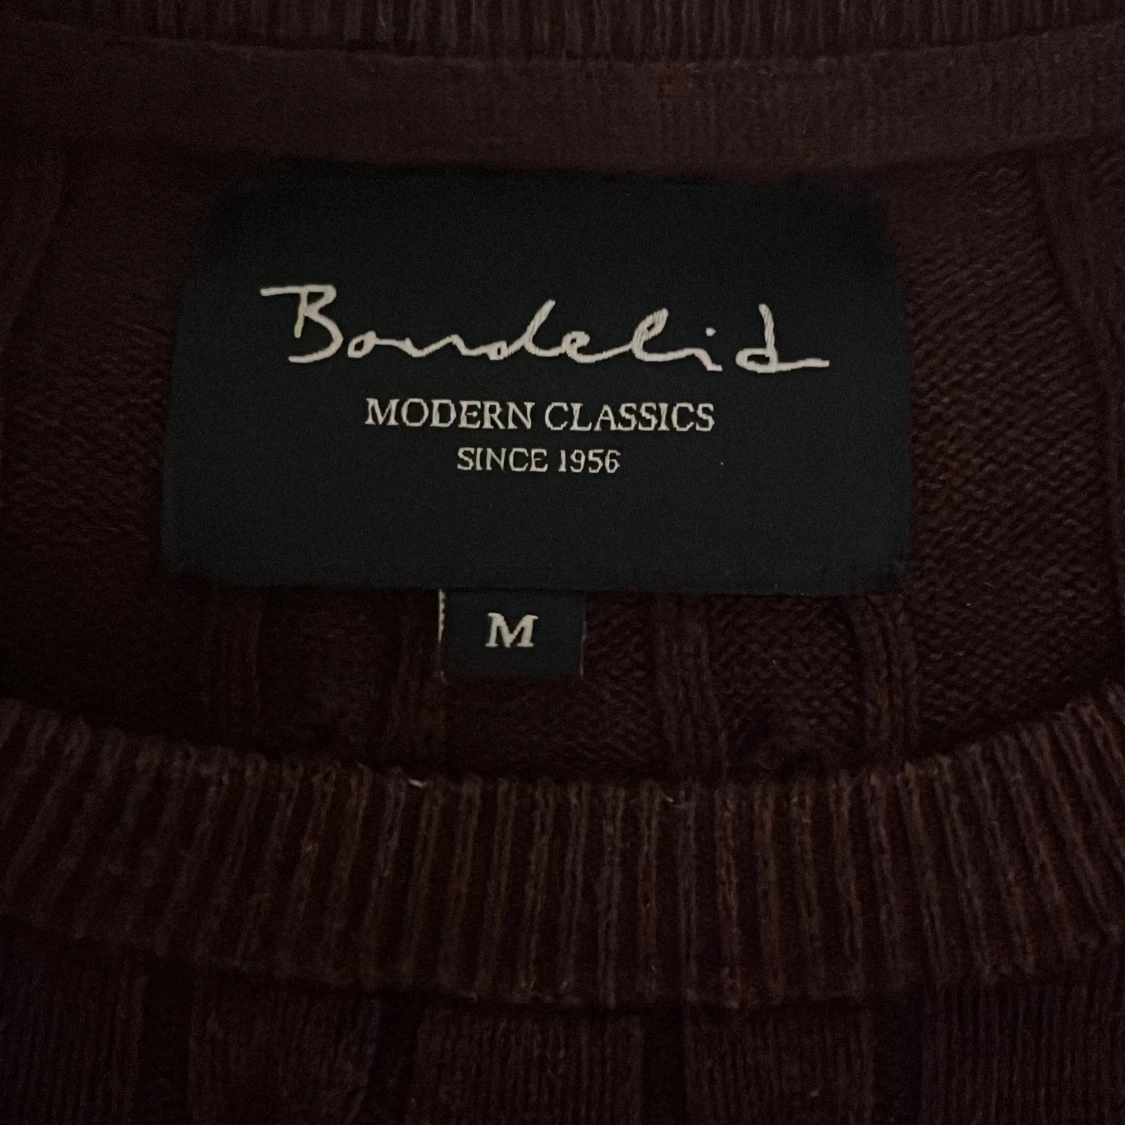 Bondelid
MODERN CLASSICS
SINCE 1956
M